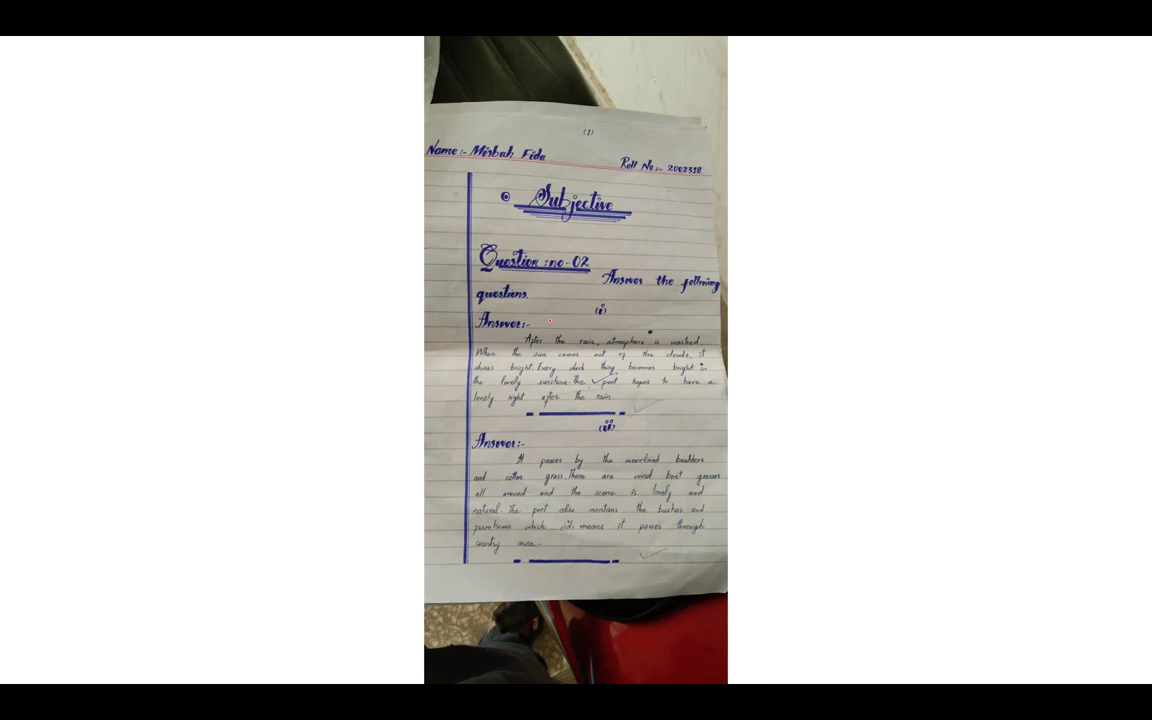 (1)
Name:- Misbah Fida Roll No:- 2002318
Subjective
Question :no- 02
Answer the following
questions.
(i)
Answer:-
After the rain, atmosphere is washed.
When the sun comes out of the clouds, it
shines bright. Every dark thing becomes bright in
the lovely sunshine. The poet hopes to have a
lovely sight after the rain.
(ii)
Answer:-
It passes by the moorland boulders
and cotton grass. There are wind beat grasses
all around and the scene is lovely and
natural. The poet also mentions the bushes and
which means it passes through
country area.